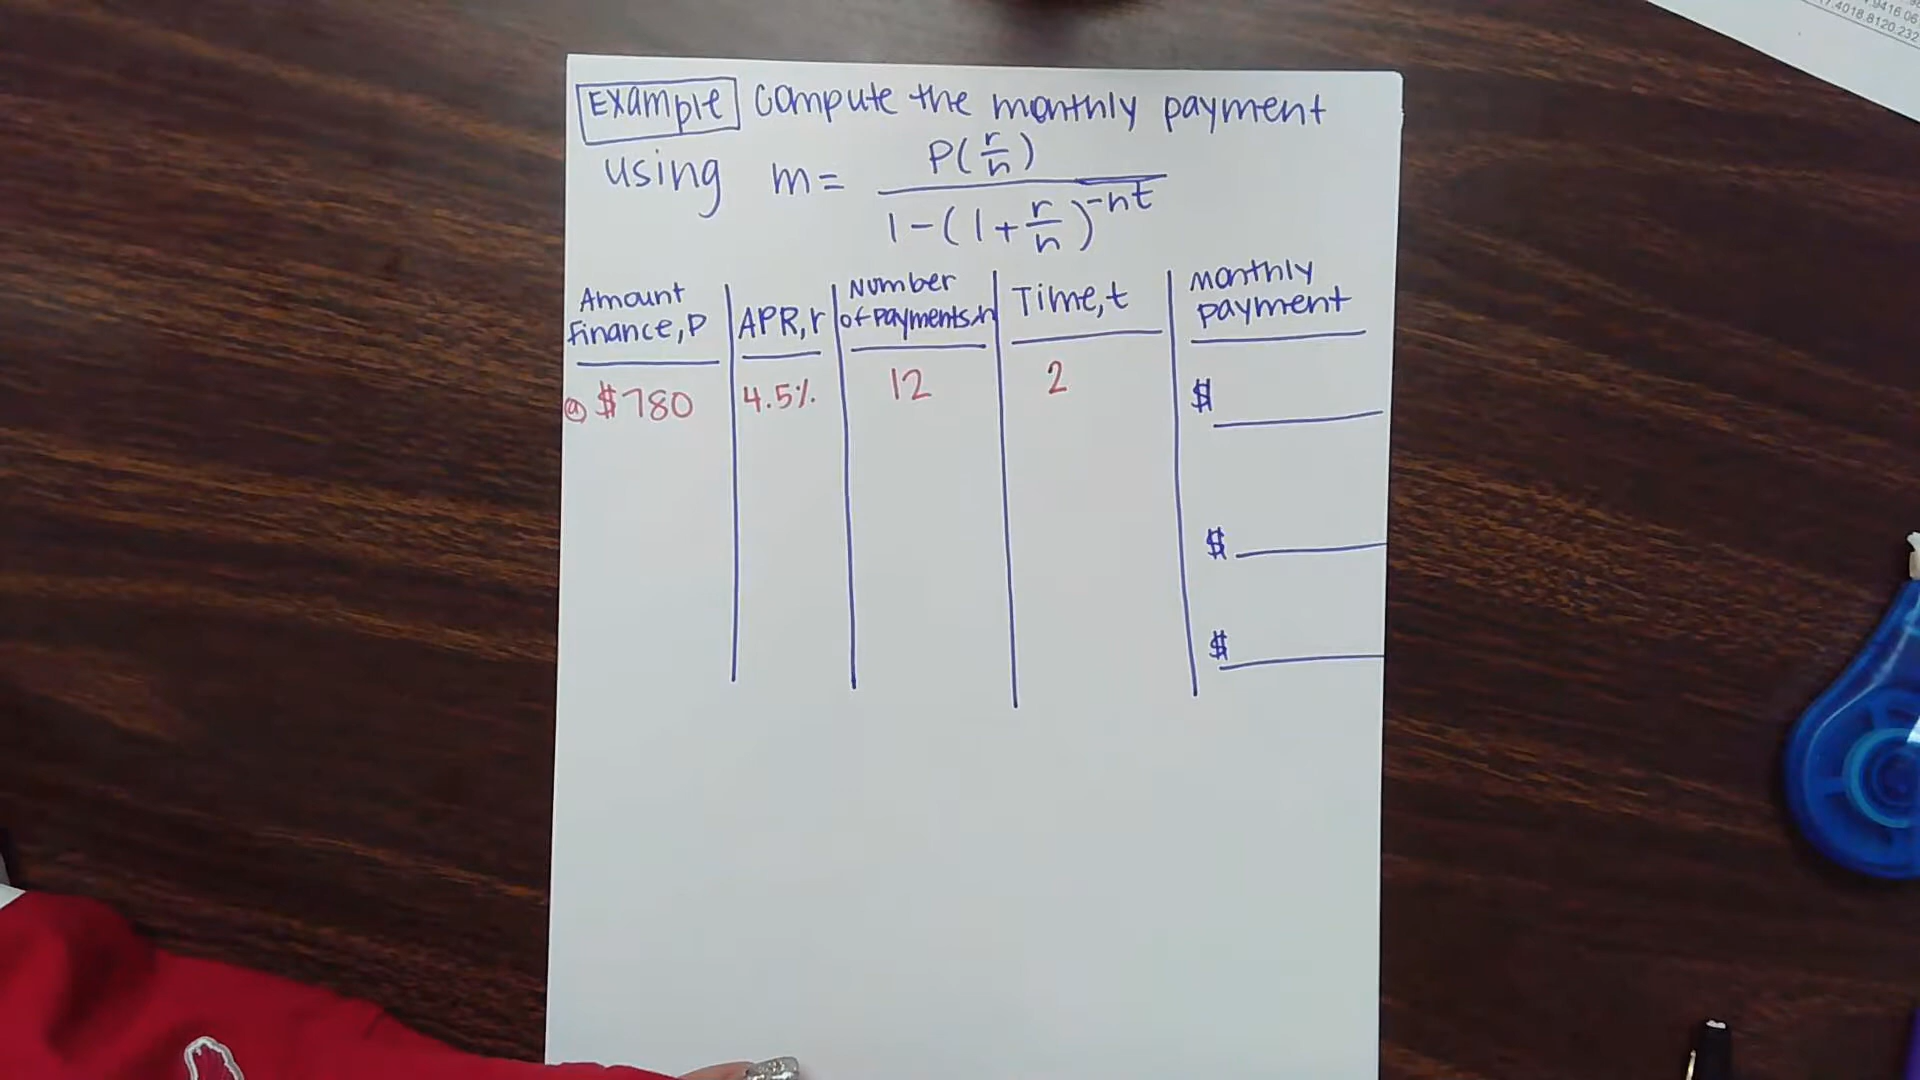 Example Compute the monthly payment
using m = P(r/n) / 1-(1+r/n)^-nt
Amount Finance, P
APR, r
Number of Payments, n
Time, t
Monthly payment
(a) $780 4.5% 12 2 $
$
$